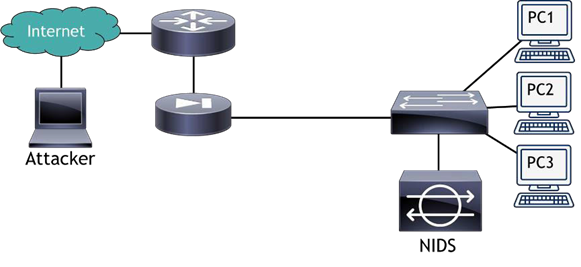 Internet
PC1
PC2
PC3
Attacker
NIDS